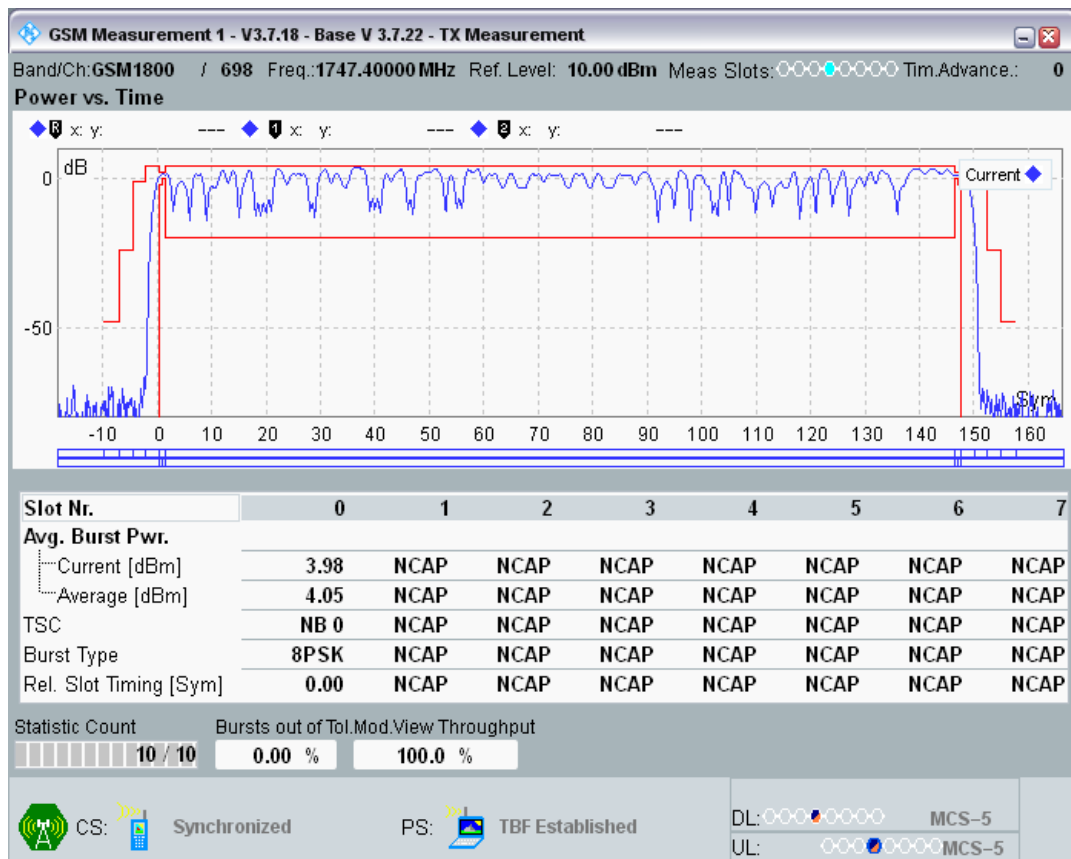 GSM Measurement 1 - V3.7.18 - Base V 3.7.22 - TX Measurement
Band/Ch:GSM1800 / 698 Freq.:1747.40000 MHz Ref. Level: 10.00 dBm Meas Slots: Tim.Advance.: 0
Power vs. Time
R x: y: --- 1 x: y: --- 2 x: y: ---
dB
Current
0
-50
Sym
-10 0 10 20 30 40 50 60 70 80 90 100 110 120 130 140 150 160
Slot Nr. 0 1 2 3 4 5 6 7
Avg. Burst Pwr.
Current [dBm] 3.98 NCAP NCAP NCAP NCAP NCAP NCAP NCAP
Average [dBm] 4.05 NCAP NCAP NCAP NCAP NCAP NCAP NCAP
TSC NB 0 NCAP NCAP NCAP NCAP NCAP NCAP NCAP
Burst Type 8PSK NCAP NCAP NCAP NCAP NCAP NCAP NCAP
Rel. Slot Timing [Sym] 0.00 NCAP NCAP NCAP NCAP NCAP NCAP NCAP
Statistic Count Bursts out of Tol.Mod.View Throughput
10 / 10 0.00 % 100.0 %
CS: Synchronized PS: TBF Established
DL: MCS-5
UL: MCS-5